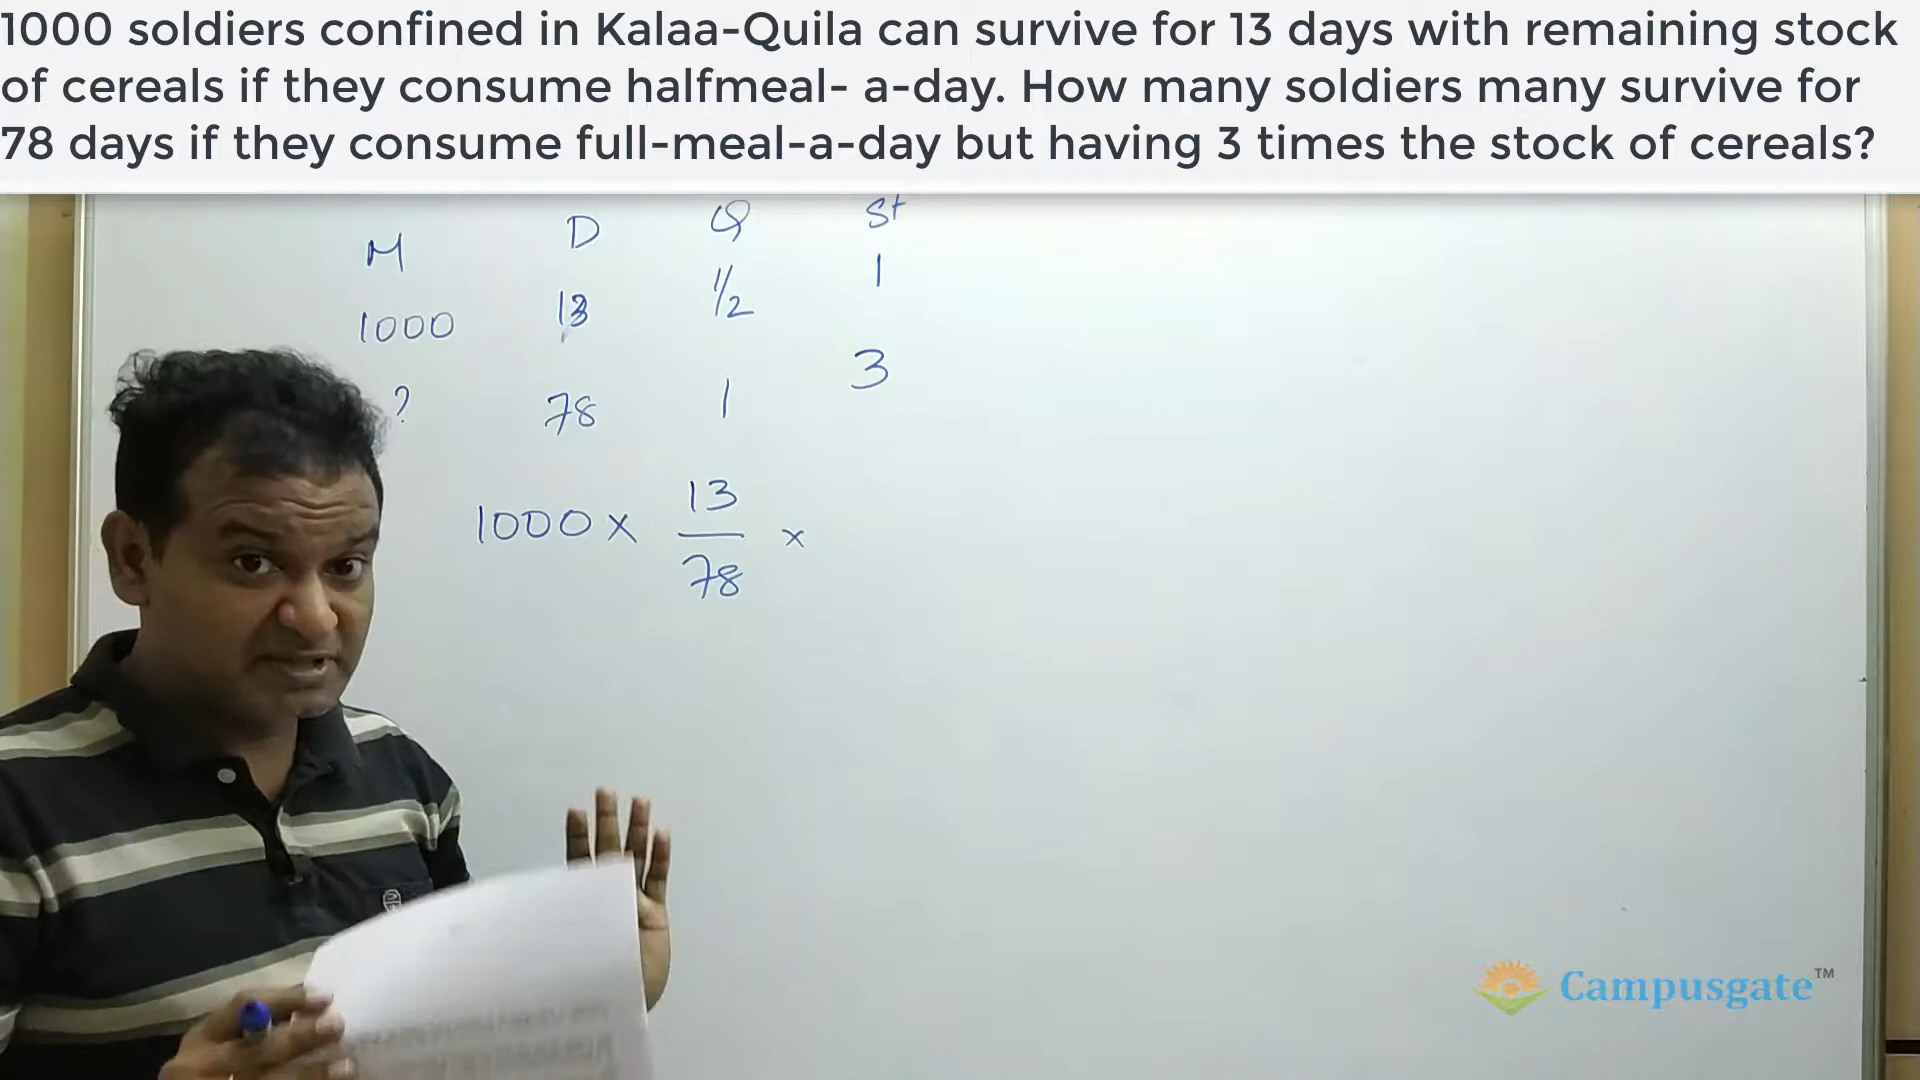 1000 soldiers confined in Kalaa-Quila can survive for 13 days with remaining stock
of cereals if they consume halfmeal- a-day. How many soldiers many survive for
78 days if they consume full-meal-a-day but having 3 times the stock of cereals?
M D Q St
1000 13 1/2 1
? 78 1 3
1000 x 13/78 x
Campusgate™